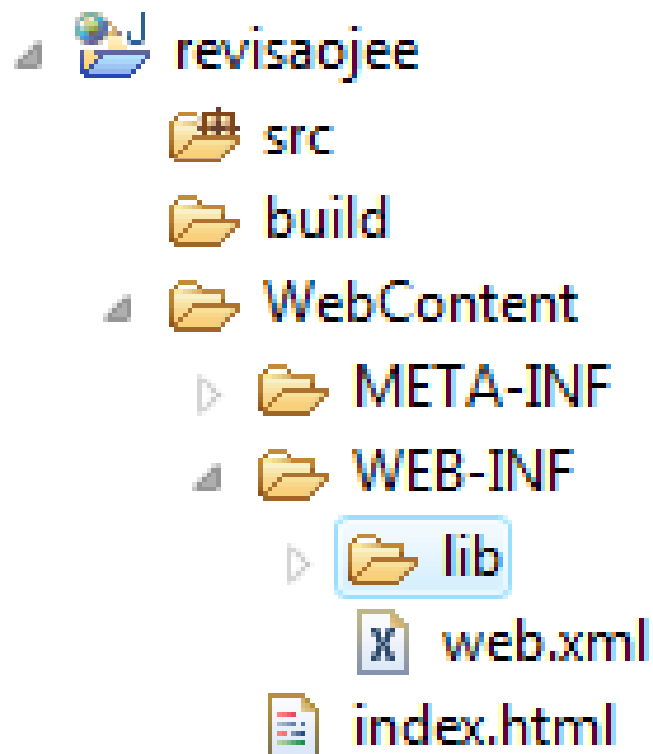 revisaojee
src
build
WebContent
META-INF
WEB-INF
lib
web.xml
index.html